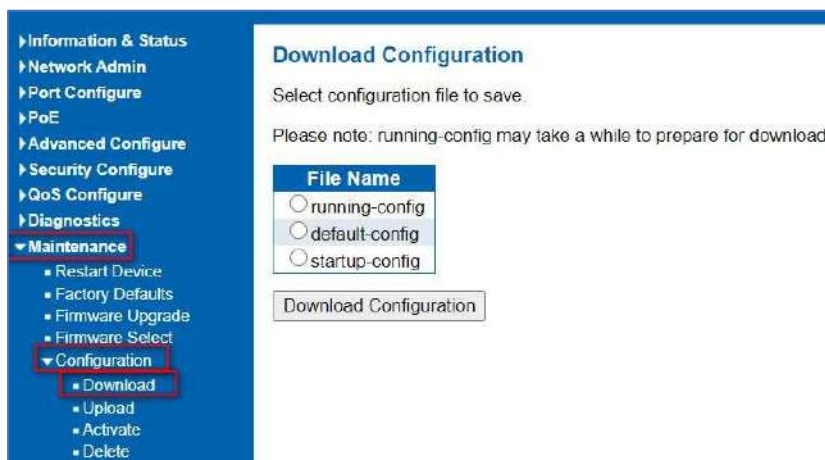 Information & Status
Network Admin
Port Configure
PoE
Advanced Configure
Security Configure
QoS Configure
Diagnostics
Maintenance
Restart Device
Factory Defaults
Firmware Upgrade
Firmware Select
Configuration
Download
Upload
Activate
Delete
Download Configuration
Select configuration file to save.
Please note: running-config may take a while to prepare for download
File Name
running-config
default-config
startup-config
Download Configuration